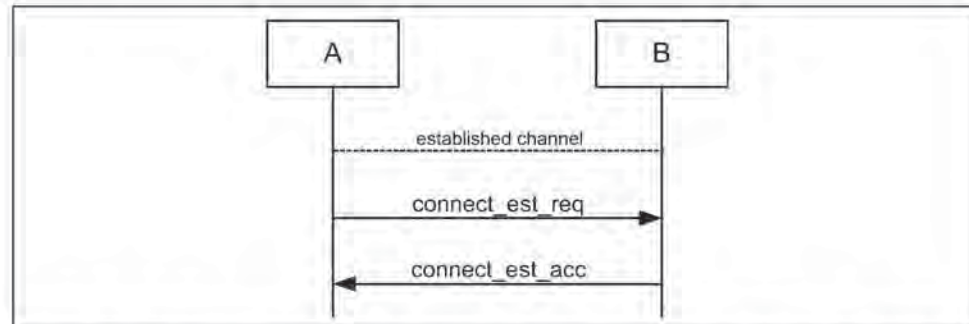 A
B
established channel
connect_est_req
connect_est_acc